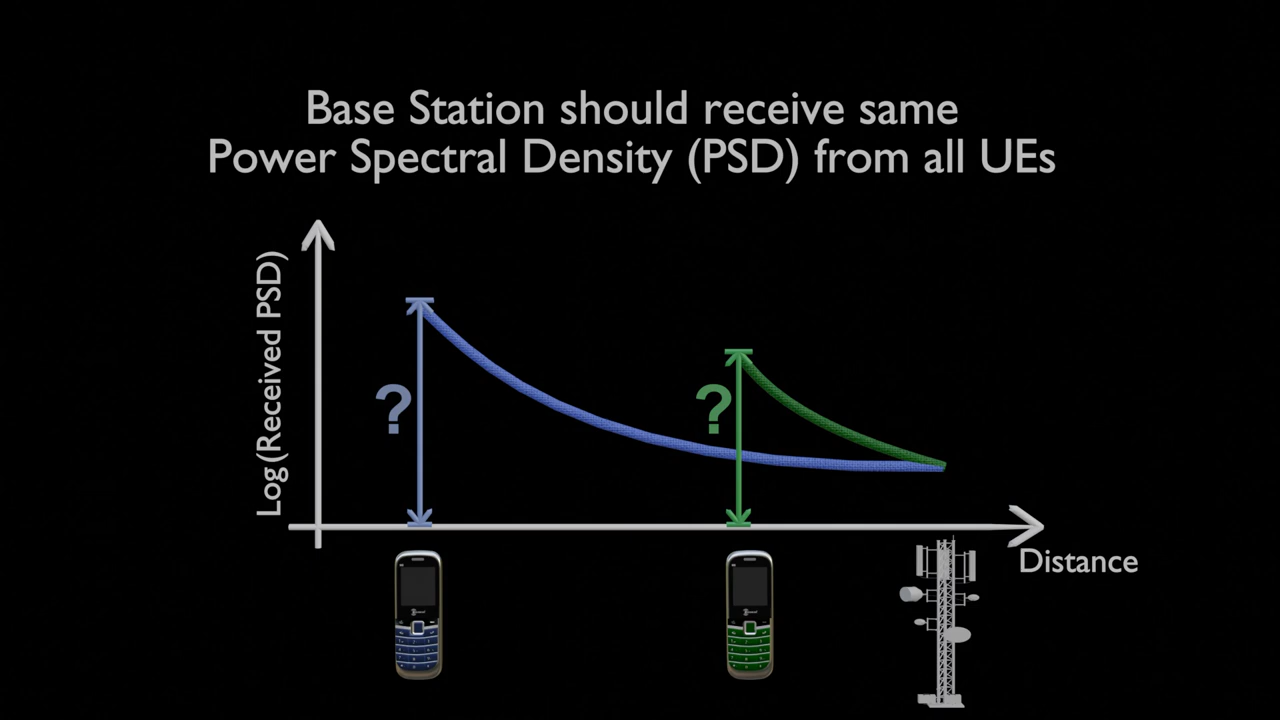 Base Station should receive same
Power Spectral Density (PSD) from all UEs
Log(Received PSD)
?
?
Distance